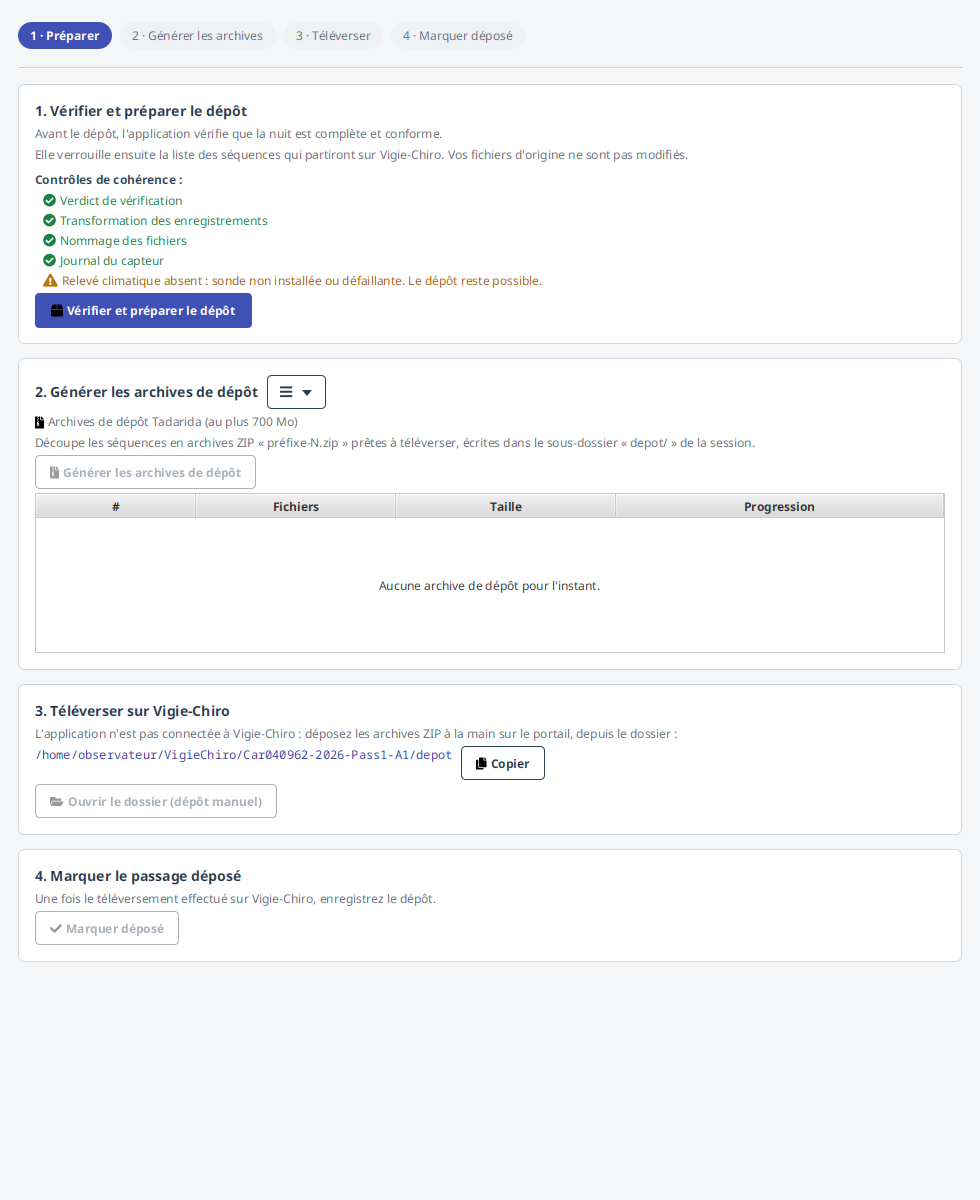 1 · Préparer
2 · Générer les archives
3 · Téléverser
4 · Marquer déposé
1. Vérifier et préparer le dépôt
Avant le dépôt, l'application vérifie que la nuit est complète et conforme.
Elle verrouille ensuite la liste des séquences qui partiront sur Vigie-Chiro. Vos fichiers d'origine ne sont pas modifiés.
Contrôles de cohérence :
Verdict de vérification
Transformation des enregistrements
Nommage des fichiers
Journal du capteur
Relevé climatique absent : sonde non installée ou défaillante. Le dépôt reste possible.
Vérifier et préparer le dépôt
2. Générer les archives de dépôt
Archives de dépôt Tadarida (au plus 700 Mo)
Découpe les séquences en archives ZIP « préfixe-N.zip » prêtes à téléverser, écrites dans le sous-dossier « depot/ » de la session.
Générer les archives de dépôt
# Fichiers Taille Progression
Aucune archive de dépôt pour l'instant.
3. Téléverser sur Vigie-Chiro
L'application n'est pas connectée à Vigie-Chiro : déposez les archives ZIP à la main sur le portail, depuis le dossier :
/home/observateur/VigieChiro/Car040962-2026-Pass1-A1/depot
Copier
Ouvrir le dossier (dépôt manuel)
4. Marquer le passage déposé
Une fois le téléversement effectué sur Vigie-Chiro, enregistrez le dépôt.
Marquer déposé